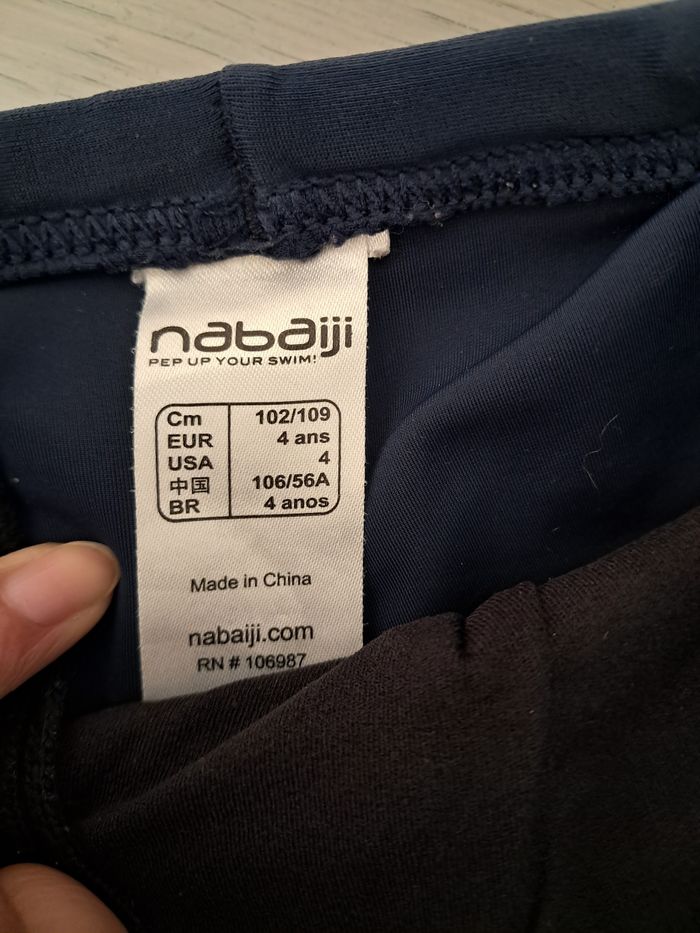 nabaiji
PEP UP YOUR SWIM!
Cm 102/109
EUR 4 ans
USA 4
中国 106/56A
BR 4 anos
Made in China
nabaiji.com
RN # 106987